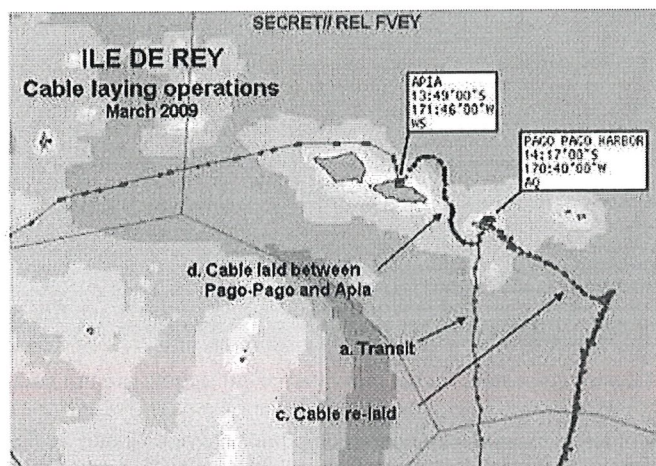 SECRET// REL FVEY
ILE DE REY
Cable laying operations
March 2009
APIA
13:49'00"S
171:46'00"W
WS
PAGO PAGO HARBOR
14:17'00"S
170:40'00"W
AQ
d. Cable laid between
Pago-Pago and Apia
a. Transit
c. Cable re-laid